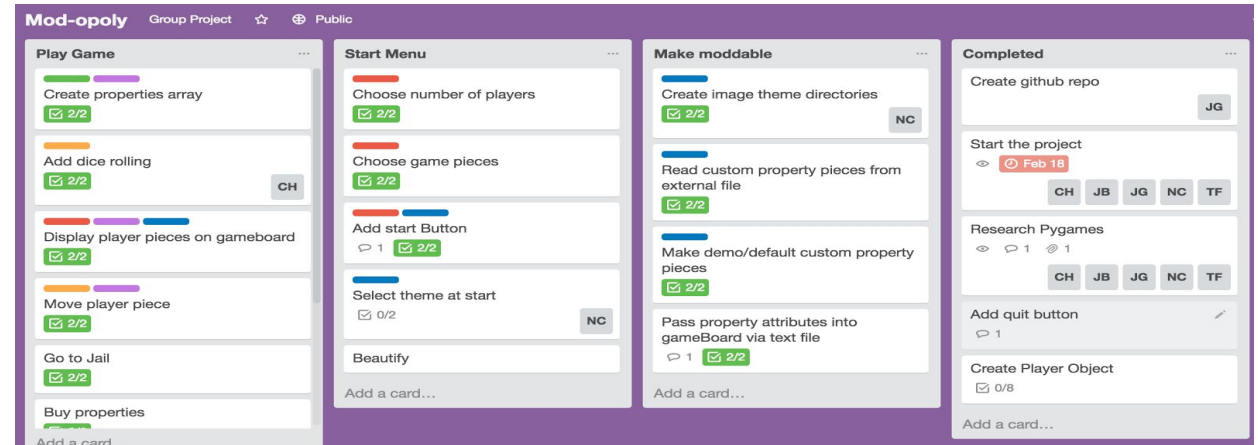 Mod-opoly Group Project Public
Play Game
Create properties array
2/2
Add dice rolling
2/2
CH
Display player pieces on gameboard
2/2
Move player piece
2/2
Go to Jail
2/2
Buy properties
Add a card
Start Menu
Choose number of players
2/2
Choose game pieces
2/2
Add start Button
1 2/2
Select theme at start
0/2
NC
Beautify
Add a card...
Make moddable
Create image theme directories
2/2
NC
Read custom property pieces from
external file
2/2
Make demo/default custom property
pieces
2/2
Pass property attributes into
gameBoard via text file
1 2/2
Add a card...
Completed
Create github repo
JG
Start the project
Feb 18
CH JB JG NC TF
Research Pygames
1 1
CH JB JG NC TF
Add quit button
1
Create Player Object
0/8
Add a card...